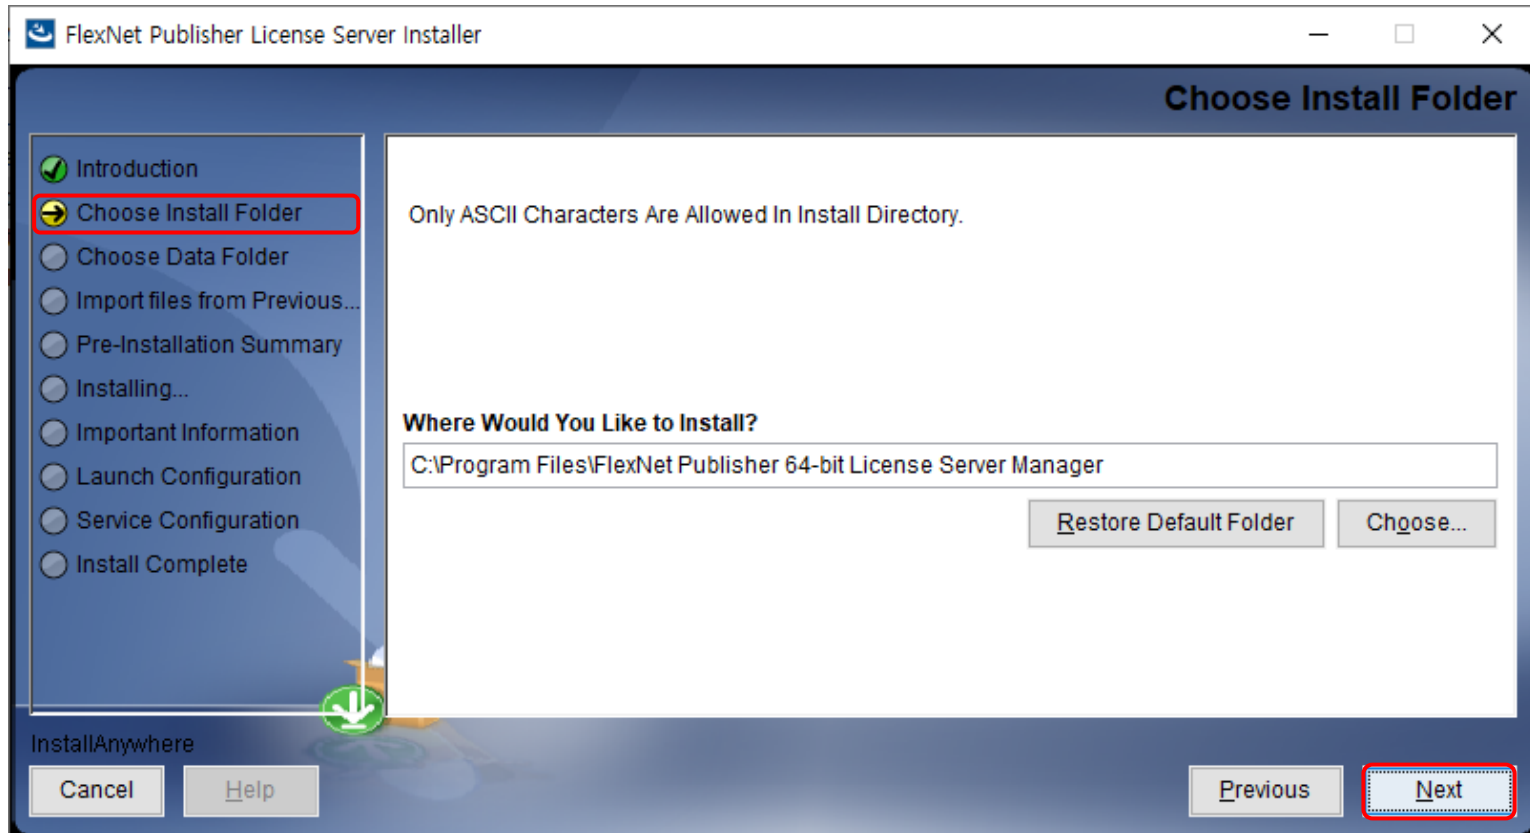 FlexNet Publisher License Server Installer
Choose Install Folder
Introduction
Choose Install Folder
Choose Data Folder
Import files from Previous...
Pre-Installation Summary
Installing...
Important Information
Launch Configuration
Service Configuration
Install Complete
Only ASCII Characters Are Allowed In Install Directory.
Where Would You Like to Install?
C:\Program Files\FlexNet Publisher 64-bit License Server Manager
Restore Default Folder
Choose...
InstallAnywhere
Cancel
Help
Previous
Next